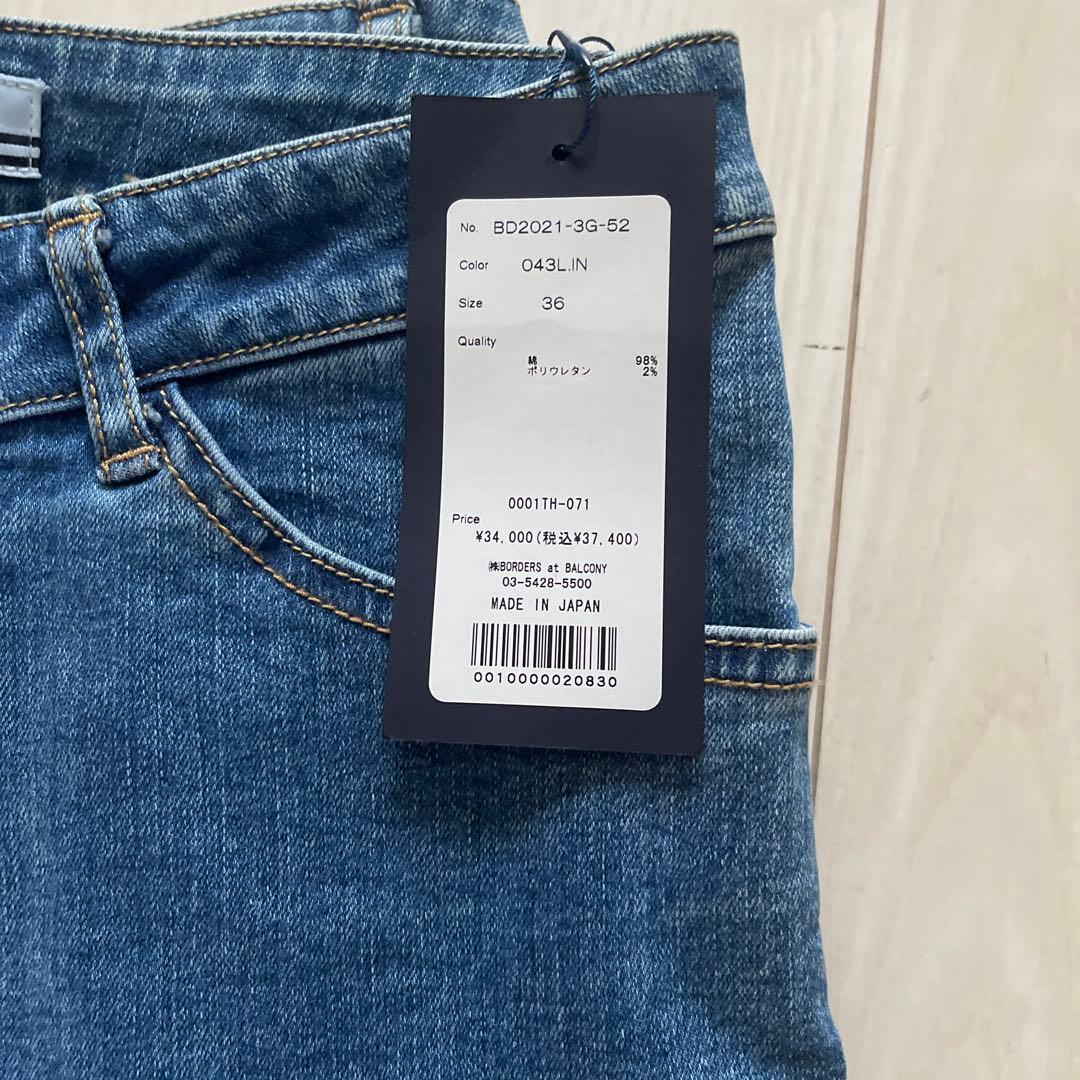 No. BD2021-3G-52
Color 043L.IN
Size 36
Quality
綿 98%
ポリウレタン 2%
0001TH-071
Price
¥34,000(税込¥37,400)
㈱BORDERS at BALCONY
03-5428-5500
MADE IN JAPAN
0010000020830